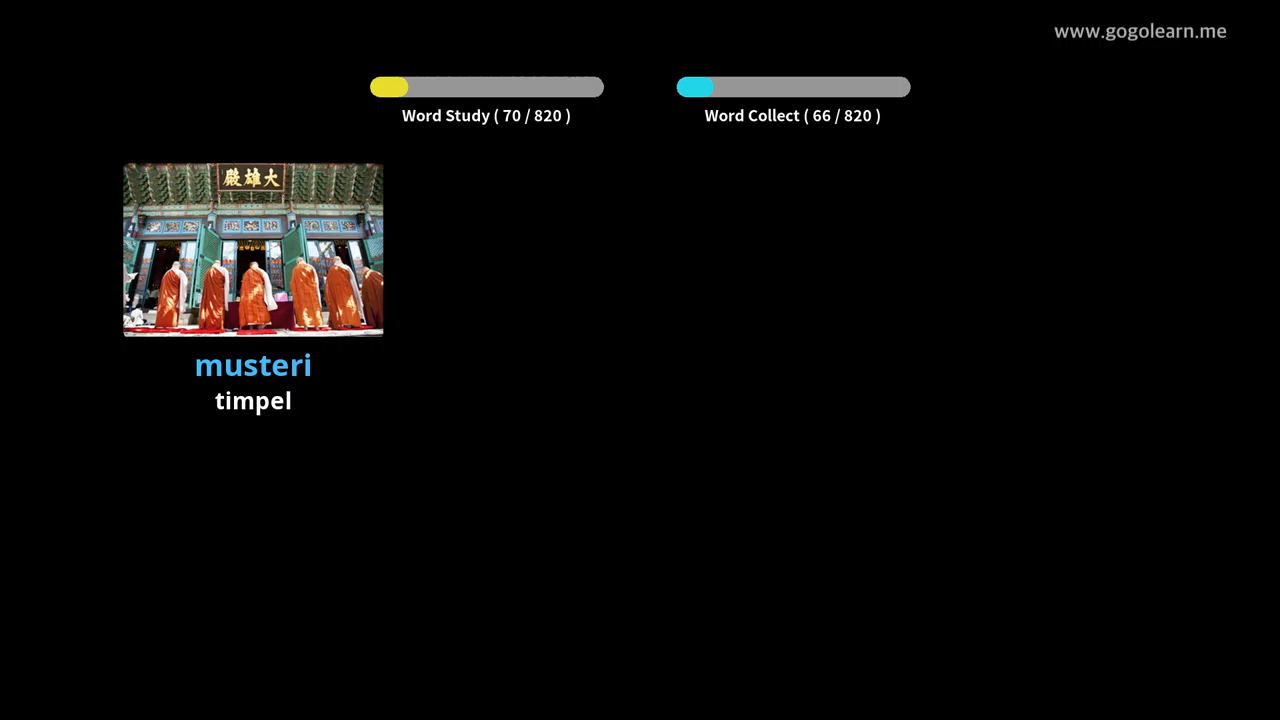 www.gogolearn.me
Word Study ( 70 / 820 )
Word Collect ( 66 / 820 )
殿雄大
musteri
timpel